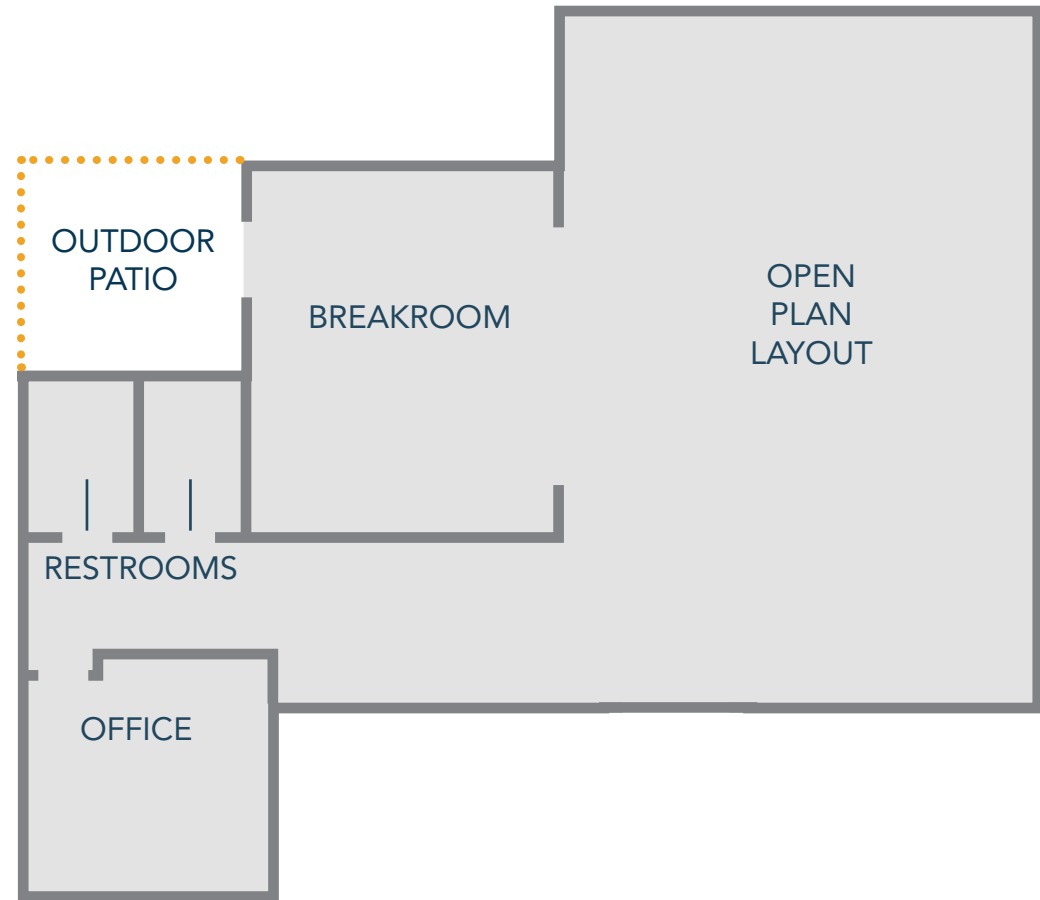 OUTDOOR
PATIO
BREAKROOM
OPEN
PLAN
LAYOUT
RESTROOMS
OFFICE